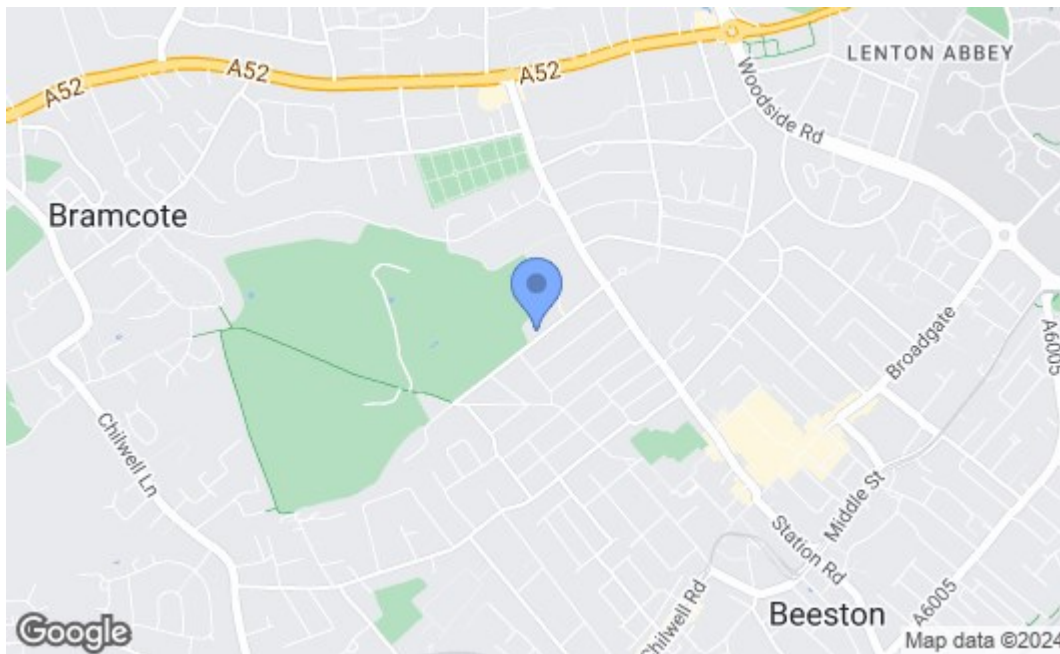 A52
A52
A52
LENTON ABBEY
Woodside Rd
Bramcote
Broadgate
A6005
Chilwell Ln
Middle St
Station Rd
Chilwell Rd
A6005
Beeston
Google
Map data ©2024